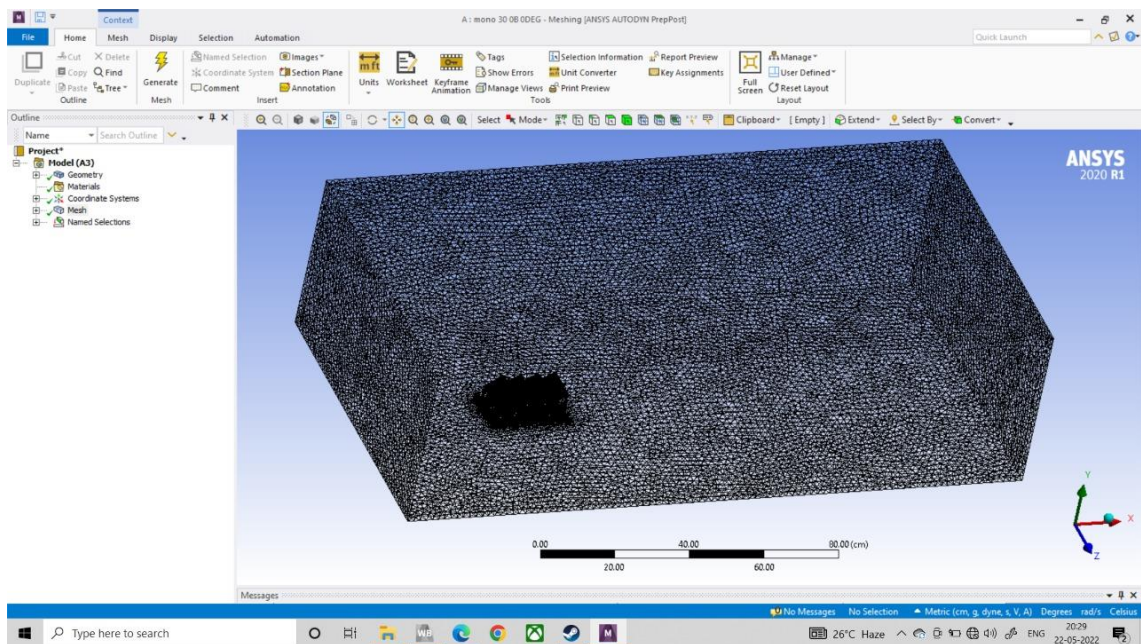 Context
A : mono 30 0B 0DEG - Meshing [ANSYS AUTODYN PrepPost]
File Home Mesh Display Selection Automation
Quick Launch
Duplicate
Cut
Copy
Paste
Delete
Find
Tree
Outline
Generate
Mesh
Named Selection
Coordinate System
Comment
Images
Section Plane
Annotation
Insert
m ft
Units
Worksheet
Keyframe Animation
Tags
Show Errors
Manage Views
Selection Information
Unit Converter
Print Preview
Report Preview
Key Assignments
Tools
Full Screen
Manage
User Defined
Reset Layout
Layout
Outline
Name
Search Outline
Select Mode
Clipboard [ Empty ] Extend Select By Convert
Project*
Model (A3)
Geometry
Materials
Coordinate Systems
Mesh
Named Selections
ANSYS
2020 R1
Y
X
Z
0.00 40.00 80.00 (cm)
20.00 60.00
Messages
No Messages No Selection Metric (cm, g, dyne, s, V, A) Degrees rad/s Celsius
Type here to search
WB
M
26°C Haze
ENG
20:29
22-05-2022
2